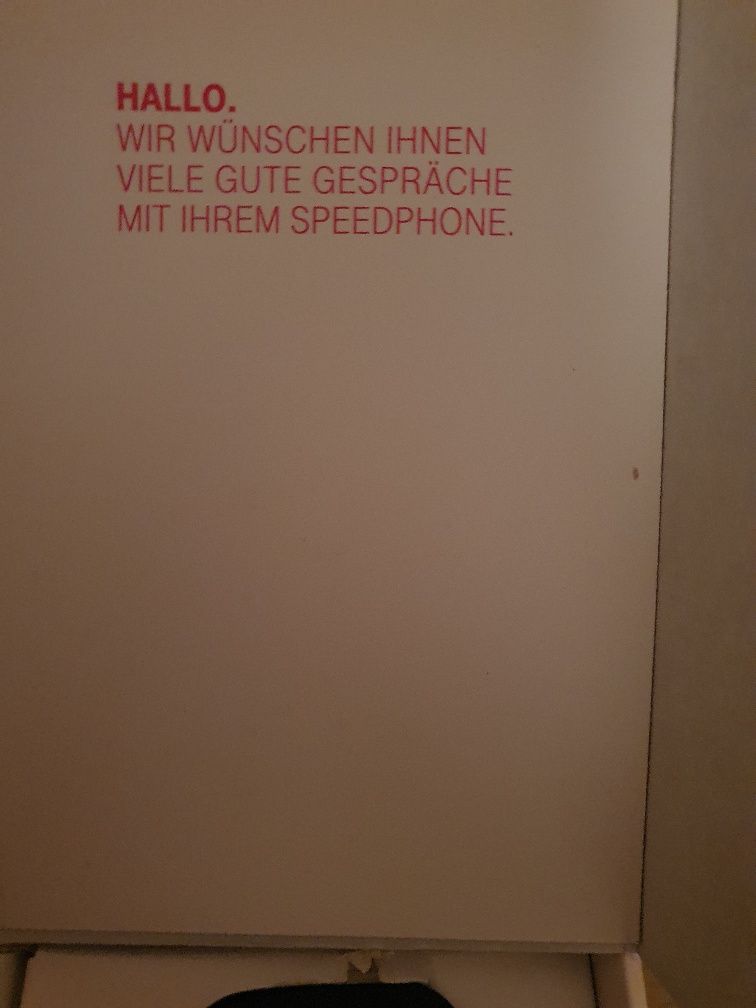 HALLO.
WIR WÜNSCHEN IHNEN
VIELE GUTE GESPRÄCHE
MIT IHREM SPEEDPHONE.